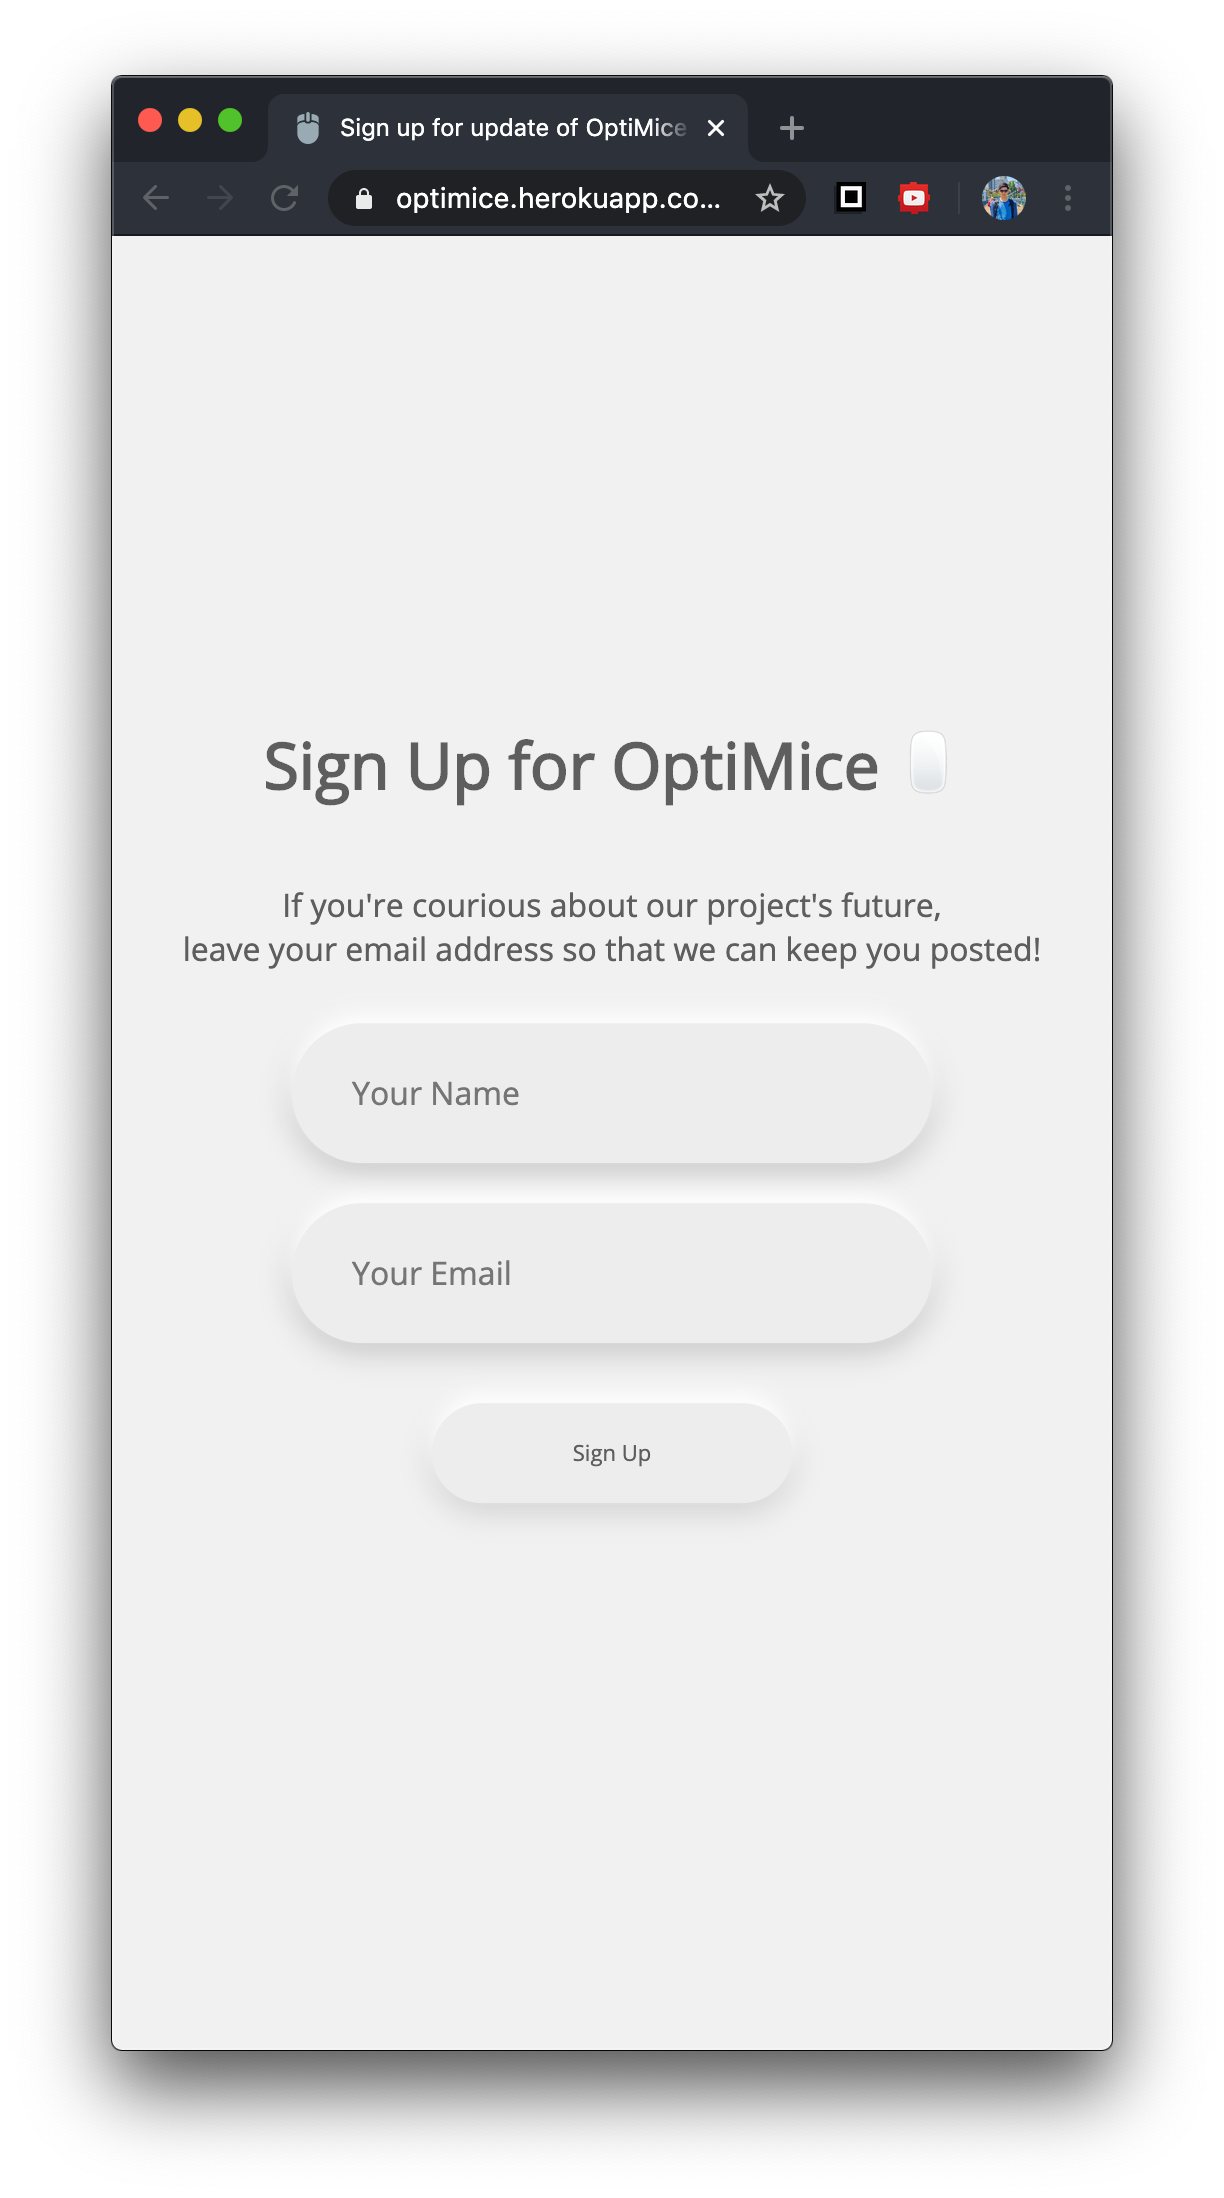 Sign up for update of OptiMice
optimice.herokuapp.co...
Sign Up for OptiMice
If you're courious about our project's future,
leave your email address so that we can keep you posted!
Your Name
Your Email
Sign Up